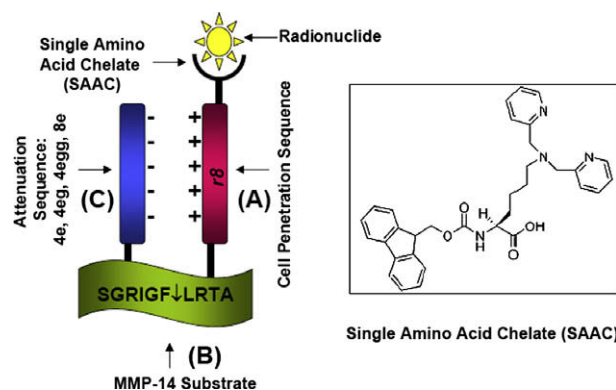 Single Amino
Acid Chelate
(SAAC)
Radionuclide
Attenuation
Sequence:
4e, 4eg, 4egg, 8e
(C)
-
-
-
-
-
+
+
+
+
+
r8
(A)
Cell Penetration Sequence
SGRIGF↓LRTA
(B)
MMP-14 Substrate
N
N
N
O
O
N
H
H
OH
O
Single Amino Acid Chelate (SAAC)